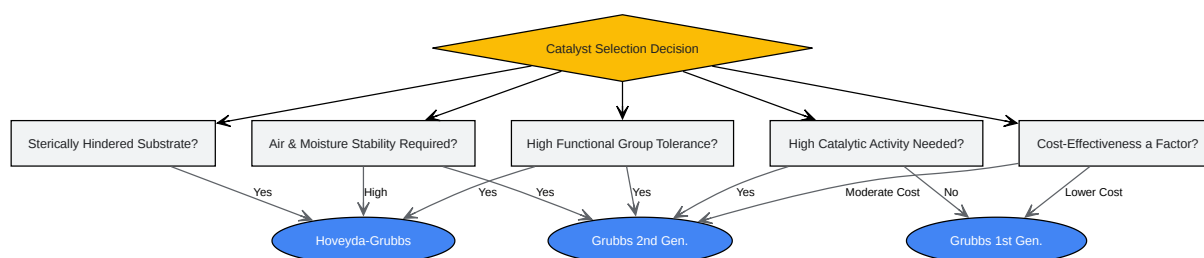 Catalyst Selection Decision
Sterically Hindered Substrate?
Air & Moisture Stability Required?
High Functional Group Tolerance?
High Catalytic Activity Needed?
Cost-Effectiveness a Factor?
Yes
High
Yes
Yes
Yes
Yes
Moderate Cost
No
Lower Cost
Hoveyda-Grubbs
Grubbs 2nd Gen.
Grubbs 1st Gen.